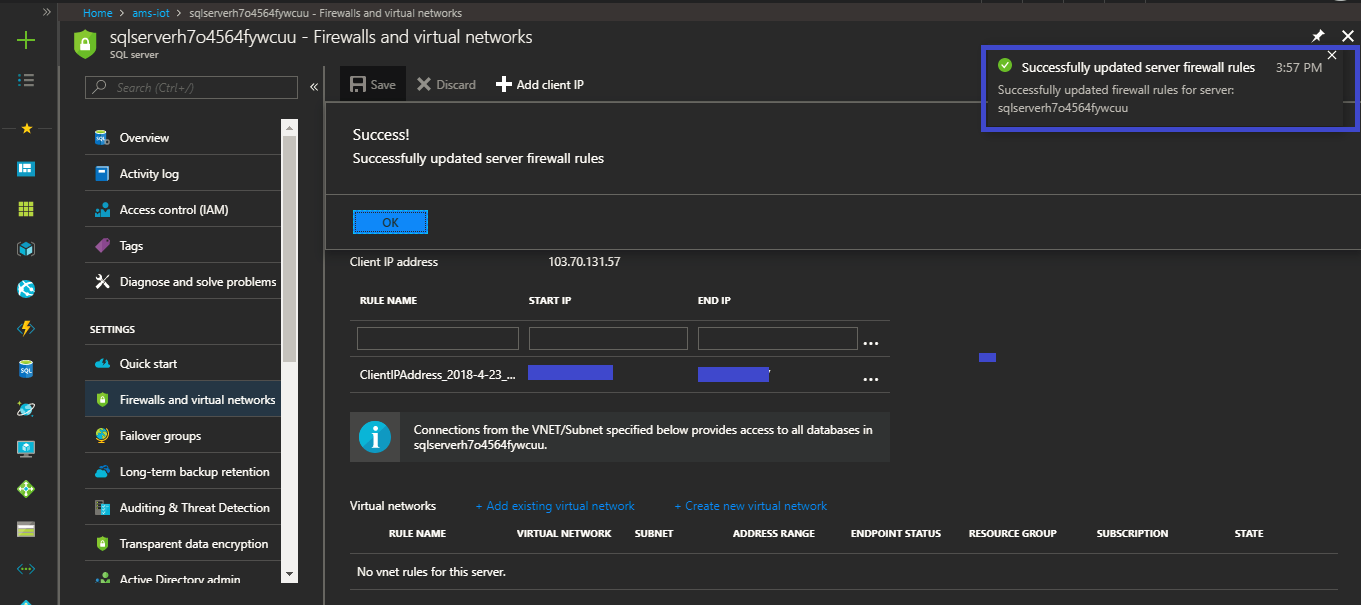 Home > ams-iot > sqlserverh7o4564fywcuu - Firewalls and virtual networks
sqlserverh7o4564fywcuu - Firewalls and virtual networks
SQL server
Search (Ctrl+/)
Overview
Activity log
Access control (IAM)
Tags
Diagnose and solve problems
SETTINGS
Quick start
Firewalls and virtual networks
Failover groups
Long-term backup retention
Auditing & Threat Detection
Transparent data encryption
Active Directory admin
Save Discard Add client IP
Successfully updated server firewall rules 3:57 PM
Successfully updated firewall rules for server:
sqlserverh7o4564fywcuu
Success!
Successfully updated server firewall rules
OK
Client IP address 103.70.131.57
RULE NAME START IP END IP
...
ClientIPAddress_2018-4-23_... ...
Connections from the VNET/Subnet specified below provides access to all databases in
sqlserverh7o4564fywcuu.
Virtual networks + Add existing virtual network + Create new virtual network
RULE NAME VIRTUAL NETWORK SUBNET ADDRESS RANGE ENDPOINT STATUS RESOURCE GROUP SUBSCRIPTION STATE
No vnet rules for this server.